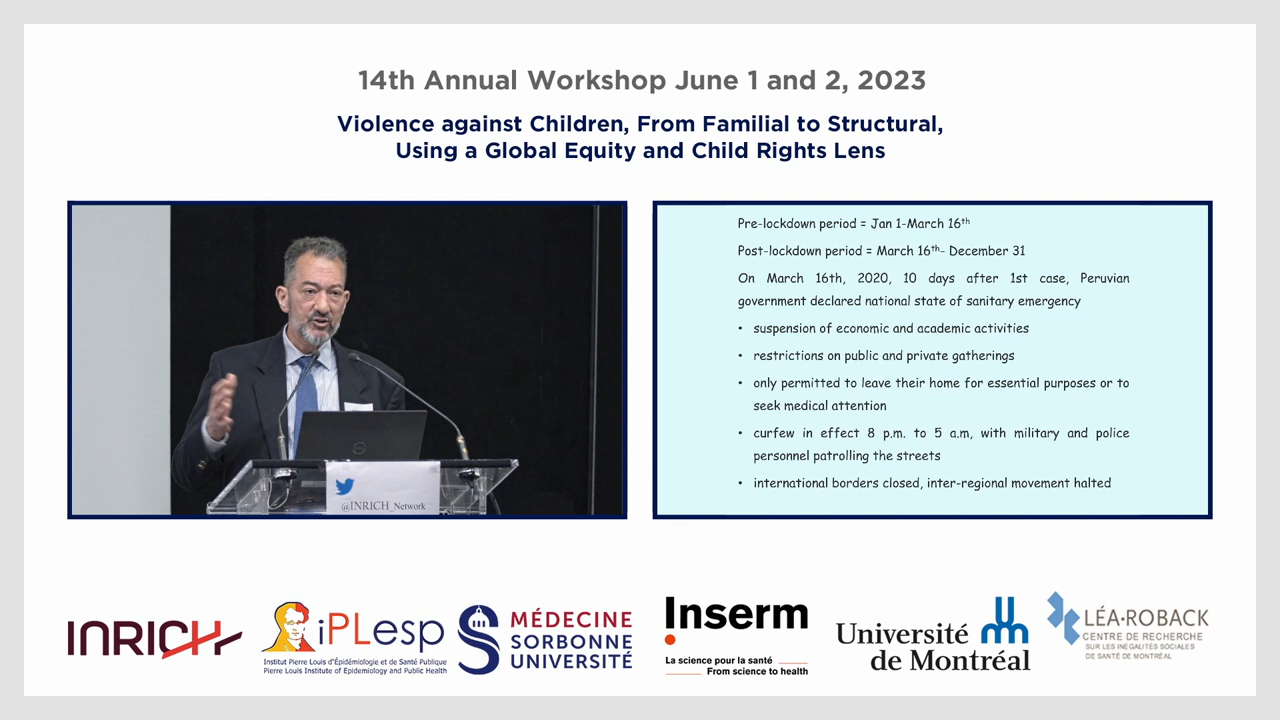 14th Annual Workshop June 1 and 2, 2023
Violence against Children, From Familial to Structural,
Using a Global Equity and Child Rights Lens
@INRICH_Network
Pre-lockdown period = Jan 1-March 16th
Post-lockdown period = March 16th- December 31
On March 16th, 2020, 10 days after 1st case, Peruvian
government declared national state of sanitary emergency
• suspension of economic and academic activities
• restrictions on public and private gatherings
• only permitted to leave their home for essential purposes or to
seek medical attention
• curfew in effect 8 p.m. to 5 a.m, with military and police
personnel patrolling the streets
• international borders closed, inter-regional movement halted
INRICH
iPLesp
Institut Pierre Louis d'Épidémiologie et de Santé Publique
Pierre Louis Institute of Epidemiology and Public Health
MÉDECINE
SORBONNE
UNIVERSITÉ
Inserm
La science pour la santé
From science to health
Université
de Montréal
LÉA-ROBACK
CENTRE DE RECHERCHE
SUR LES INÉGALITÉS SOCIALES
DE SANTÉ DE MONTRÉAL